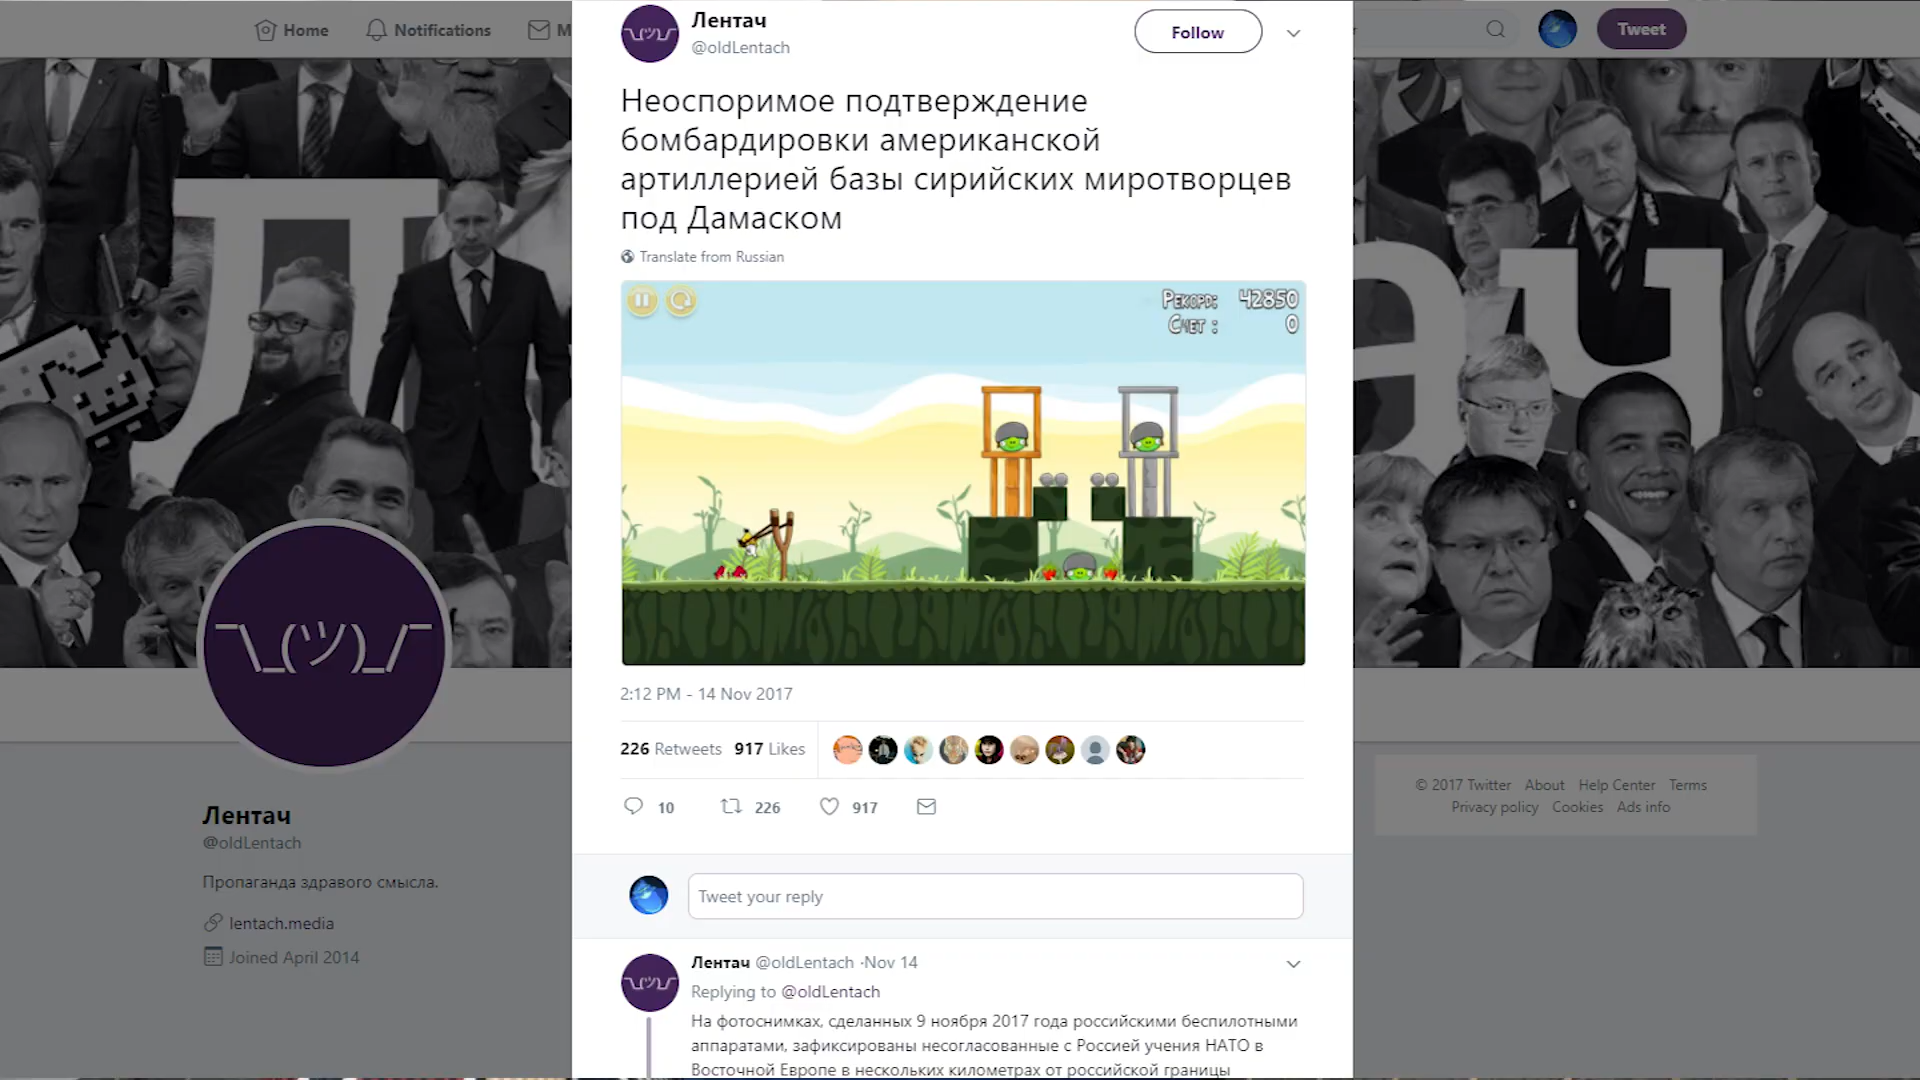 Home
Notifications
M
Tweet
Лентач
@oldLentach
Follow
Неоспоримое подтверждение
бомбардировки американской
артиллерией базы сирийских миротворцев
под Дамаском
Translate from Russian
Рекорд: 42850
Счет : 0
2:12 PM - 14 Nov 2017
226 Retweets 917 Likes
10 226 917
Tweet your reply
Лентач @oldLentach ·Nov 14
Replying to @oldLentach
На фотоснимках, сделанных 9 ноября 2017 года российскими беспилотными
аппаратами, зафиксированы несогласованные с Россией учения НАТО в
Восточной Европе в нескольких километрах от российской границы
Л
АЧ
¯\_(ツ)_/¯
Лентач
@oldLentach
Пропаганда здравого смысла.
lentach.media
Joined April 2014
© 2017 Twitter About Help Center Terms
Privacy policy Cookies Ads info